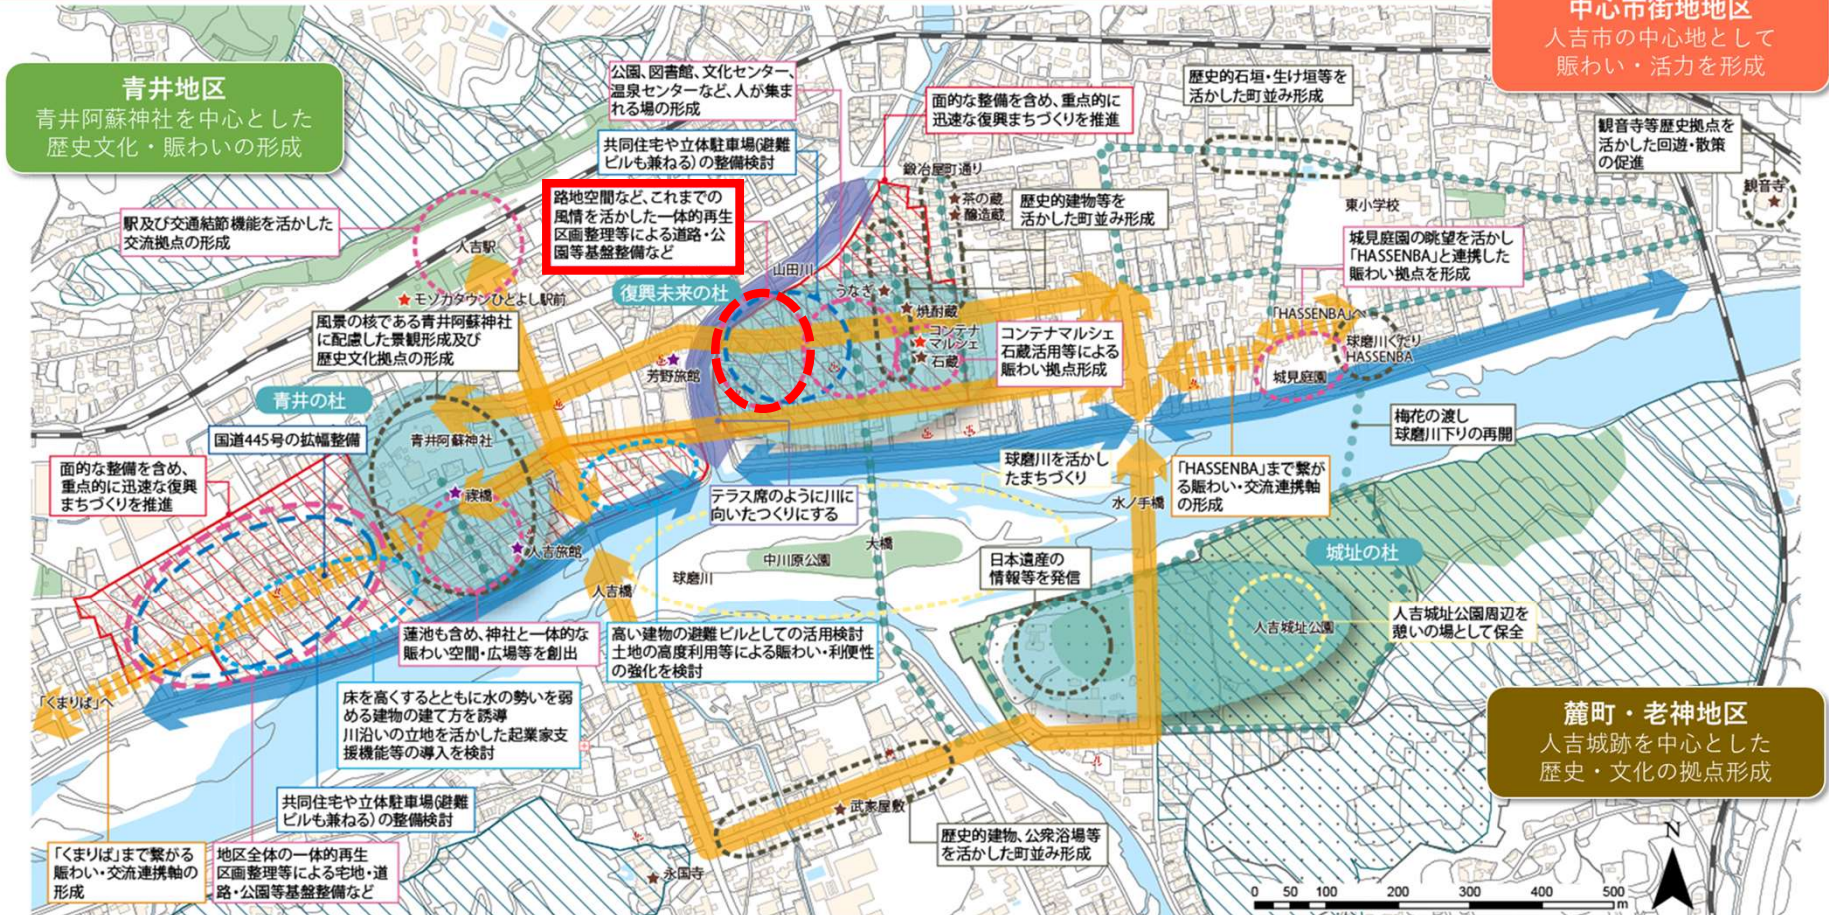 中心市街地地区
人吉市の中心地として
賑わい・活力を形成
青井地区
青井阿蘇神社を中心とした
歴史文化・賑わいの形成
公園、図書館、文化センター、
温泉センターなど、人が集ま
れる場の形成
面的な整備を含め、重点的に
迅速な復興まちづくりを推進
歴史的石垣・生け垣等を
活かした町並み形成
観音寺等歴史拠点を
活かした回遊・散策
の促進
観音寺
共同住宅や立体駐車場(避難
ビルも兼ねる)の整備検討
鍛冶屋町通り
茶の蔵
醸造蔵
歴史的建物等を
活かした町並み形成
東小学校
路地空間など、これまでの
風情を活かした一体的再生
区画整理等による道路・公
園等基盤整備など
駅及び交通結節機能を活かした
交流拠点の形成
人吉駅
城見庭園の眺望を活かし
「HASSENBA」と連携した
賑わい拠点を形成
山田川
復興未来の杜
うなぎ
モゾカタウンひとよし駅前
焼酎蔵
コンテナ
マルシェ
石蔵
コンテナマルシェ
石蔵活用等による
賑わい拠点形成
「HASSENBA」へ
球磨川くだり
HASSENBA
城見庭園
風景の核である青井阿蘇神社
に配慮した景観形成及び
歴史文化拠点の形成
芳野旅館
青井の杜
国道445号の拡幅整備
青井阿蘇神社
梅花の渡し
球磨川下りの再開
面的な整備を含め、
重点的に迅速な復興
まちづくりを推進
禊橋
人吉旅館
テラス席のように川に
向いたつくりにする
球磨川を活かし
たまちづくり
水ノ手橋
「HASSENBA」まで繋が
る賑わい・交流連携軸
の形成
大橋
中川原公園
球磨川
人吉橋
日本遺産の
情報等を発信
城址の杜
人吉城址公園
人吉城址公園周辺を
憩いの場として保全
蓮池も含め、神社と一体的な
賑わい空間・広場等を創出
高い建物の避難ビルとしての活用検討
土地の高度利用等による賑わい・利便性
の強化を検討
「くまりば」へ
床を高くするとともに水の勢いを弱
める建物の建て方を誘導
川沿いの立地を活かした起業家支
援機能等の導入を検討
麓町・老神地区
人吉城跡を中心とした
歴史・文化の拠点形成
共同住宅や立体駐車場(避難
ビルも兼ねる)の整備検討
武家屋敷
歴史的建物、公衆浴場等
を活かした町並み形成
「くまりば」まで繋がる
賑わい・交流連携軸の
形成
地区全体の一体的再生
区画整理等による宅地・道
路・公園等基盤整備など
永国寺
N
0 50 100 200 300 400 500
m